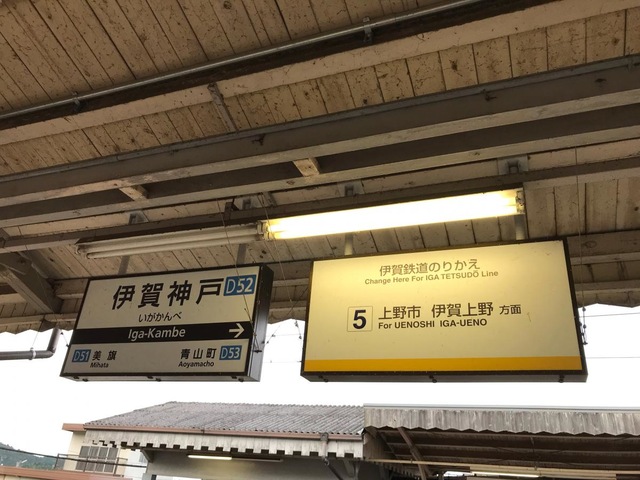 伊賀神戸 D52
いがかんべ
Iga-Kambe
D51 美旗 青山町 D53
Mihata Aoyamacho
伊賀鉄道のりかえ
Change Here For IGA TETSUDO Line
5 上野市 伊賀上野 方面
For UENOSHI IGA-UENO